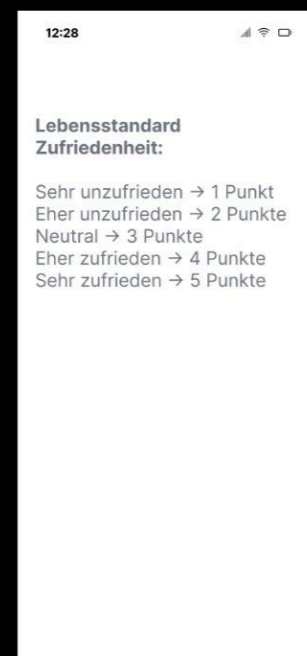 12:28
Lebensstandard
Zufriedenheit:
Sehr unzufrieden → 1 Punkt
Eher unzufrieden → 2 Punkte
Neutral → 3 Punkte
Eher zufrieden → 4 Punkte
Sehr zufrieden → 5 Punkte